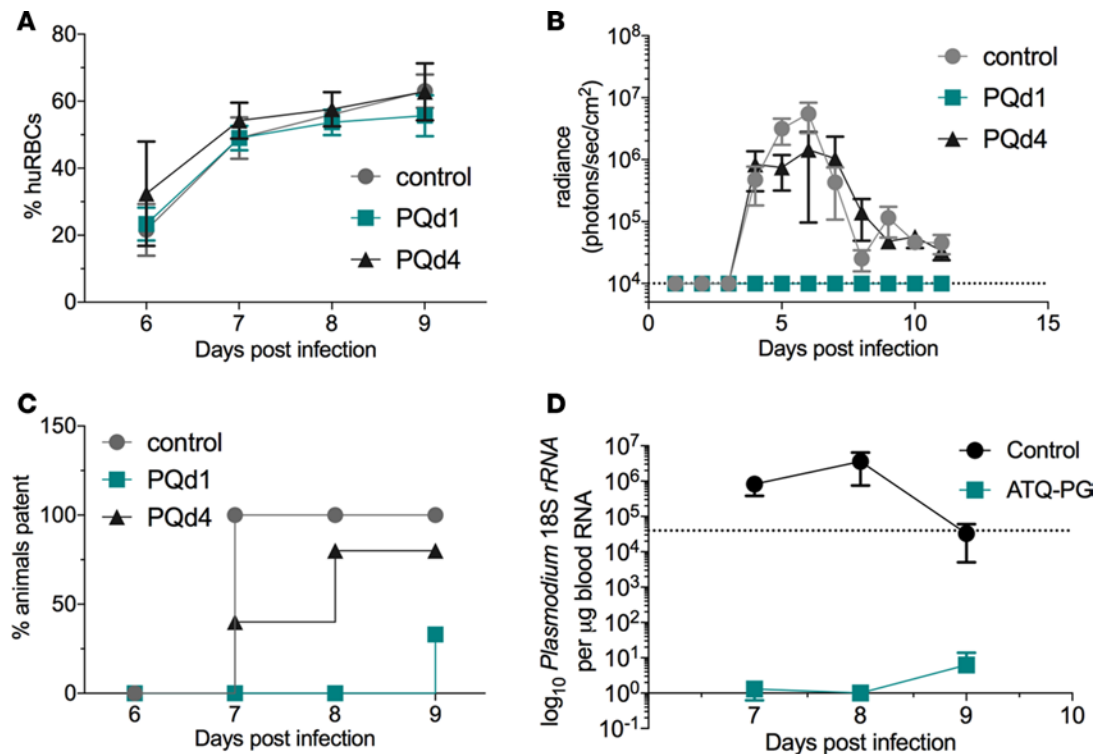 A
% huRBCs
80
60
40
20
0
6 7 8 9
Days post infection
control
PQd1
PQd4
B
radiance
(photons/sec/cm2)
10^8
10^7
10^6
10^5
10^4
0 5 10 15
Days post infection
control
PQd1
PQd4
C
% animals patent
150
100
50
0
6 7 8 9
Days post infection
control
PQd1
PQd4
D
log10 Plasmodium 18S rRNA
per μg blood RNA
10^7
10^6
10^5
10^4
10^3
10^2
10^1
10^0
10^-1
7 8 9 10
Days post infection
Control
ATQ-PG